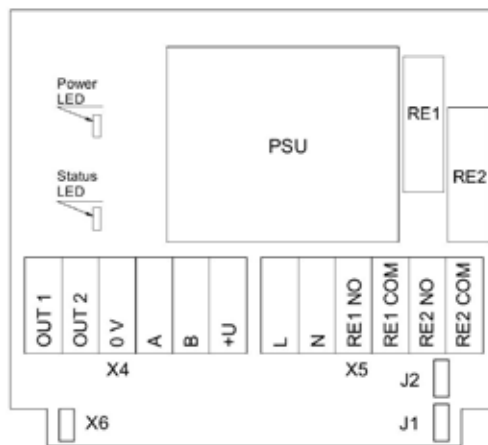 Power
LED
Status
LED
PSU
RE1
RE2
OUT 1
OUT 2
0 V
A
B
+U
L
N
RE1 NO
RE1 COM
RE2 NO
RE2 COM
X4
X5
J2
X6
J1